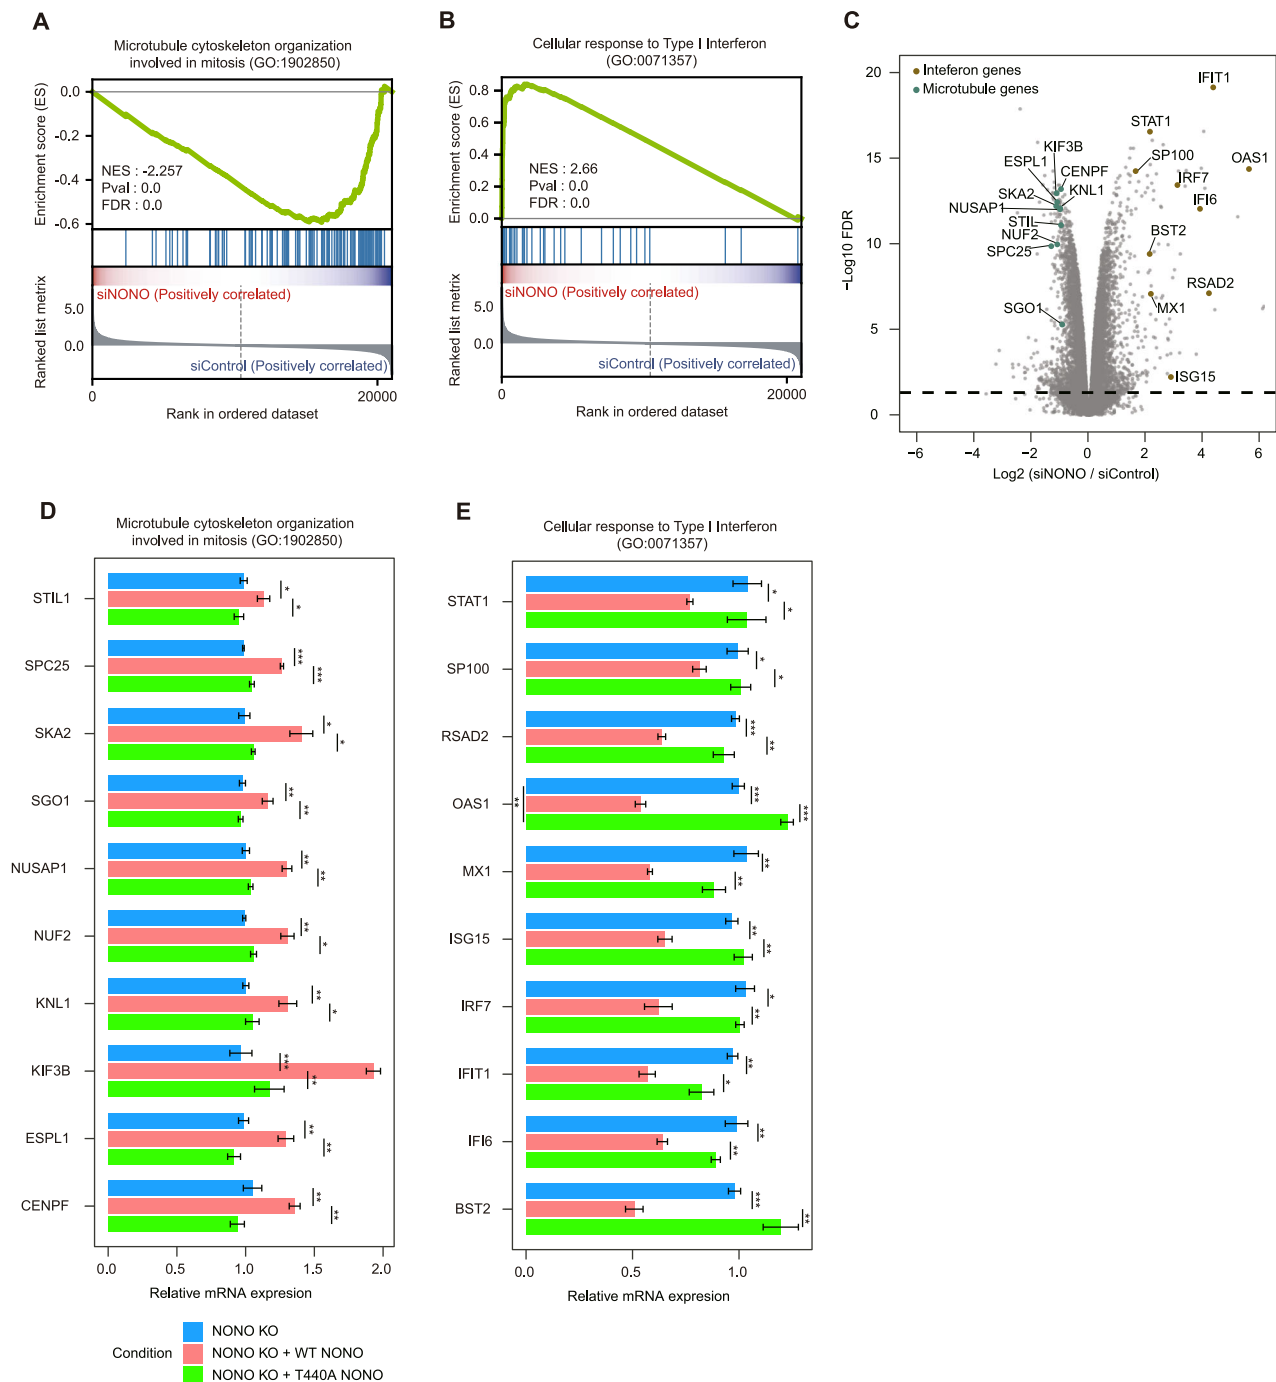 A
Microtubule cytoskeleton organization
involved in mitosis (GO:1902850)
Enrichment score (ES)
0.0
-0.2
-0.4
-0.6
NES : -2.257
Pval : 0.0
FDR : 0.0
siNONO (Positively correlated)
Ranked list metrix
5.0
0.0
siControl (Positively correlated)
0
20000
Rank in ordered dataset
B
Cellular response to Type I Interferon
(GO:0071357)
Enrichment score (ES)
0.8
0.6
0.4
0.2
0.0
NES : 2.66
Pval : 0.0
FDR : 0.0
siNONO (Positively correlated)
Ranked list metrix
5.0
0.0
siControl (Positively correlated)
0
20000
Rank in ordered dataset
C
Inteferon genes
Microtubule genes
−Log10 FDR
20
15
10
5
0
IFIT1
STAT1
KIF3B
SP100
OAS1
ESPL1
CENPF
IRF7
SKA2
KNL1
NUSAP1
IFI6
STIL
BST2
NUF2
SPC25
RSAD2
SGO1
MX1
ISG15
−6
−4
−2
0
2
4
6
Log2 (siNONO / siControl)
D
Microtubule cytoskeleton organization
involved in mitosis (GO:1902850)
STIL1
*
*
SPC25
***
***
SKA2
*
*
SGO1
**
**
NUSAP1
**
**
NUF2
**
*
KNL1
**
*
KIF3B
***
**
ESPL1
**
**
CENPF
**
**
0.0
0.5
1.0
1.5
2.0
Relative mRNA expresion
E
Cellular response to Type I Interferon
(GO:0071357)
STAT1
*
*
SP100
*
*
RSAD2
***
**
OAS1
**
***
***
MX1
**
**
ISG15
**
**
IRF7
*
**
IFIT1
**
*
IFI6
**
**
BST2
***
**
0.0
0.5
1.0
Relative mRNA expresion
Condition
NONO KO
NONO KO + WT NONO
NONO KO + T440A NONO